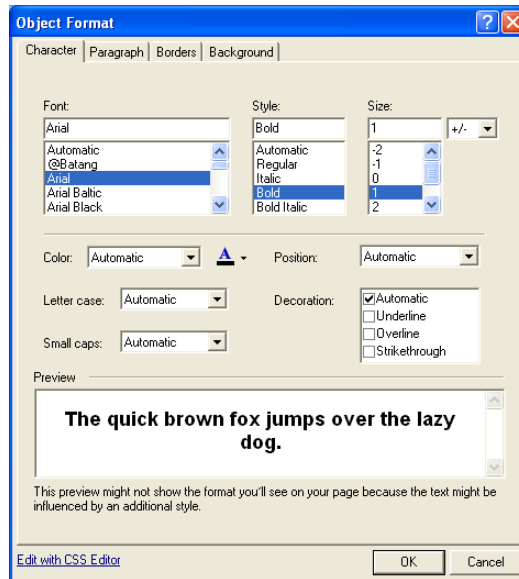 Object Format
Character Paragraph Borders Background
Font: Style: Size:
Arial Bold 1 +/-
Automatic Automatic -2
@Batang Regular -1
Arial Italic 0
Arial Baltic Bold 1
Arial Black Bold Italic 2
Color: Automatic A Position: Automatic
Letter case: Automatic Decoration: Automatic
Underline
Overline
Small caps: Automatic Strikethrough
Preview
The quick brown fox jumps over the lazy
dog.
This preview might not show the format you'll see on your page because the text might be
influenced by an additional style.
Edit with CSS Editor OK Cancel